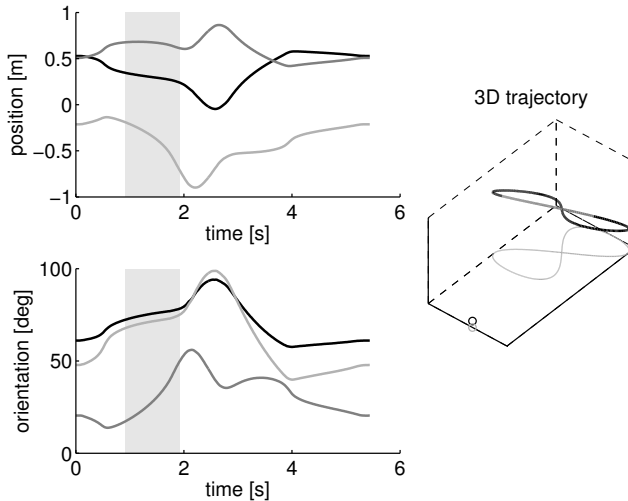 1
0.5
0
−0.5
−1
position [m]
0 2 4 6
time [s]
100
50
0
orientation [deg]
0 2 4 6
time [s]
3D trajectory